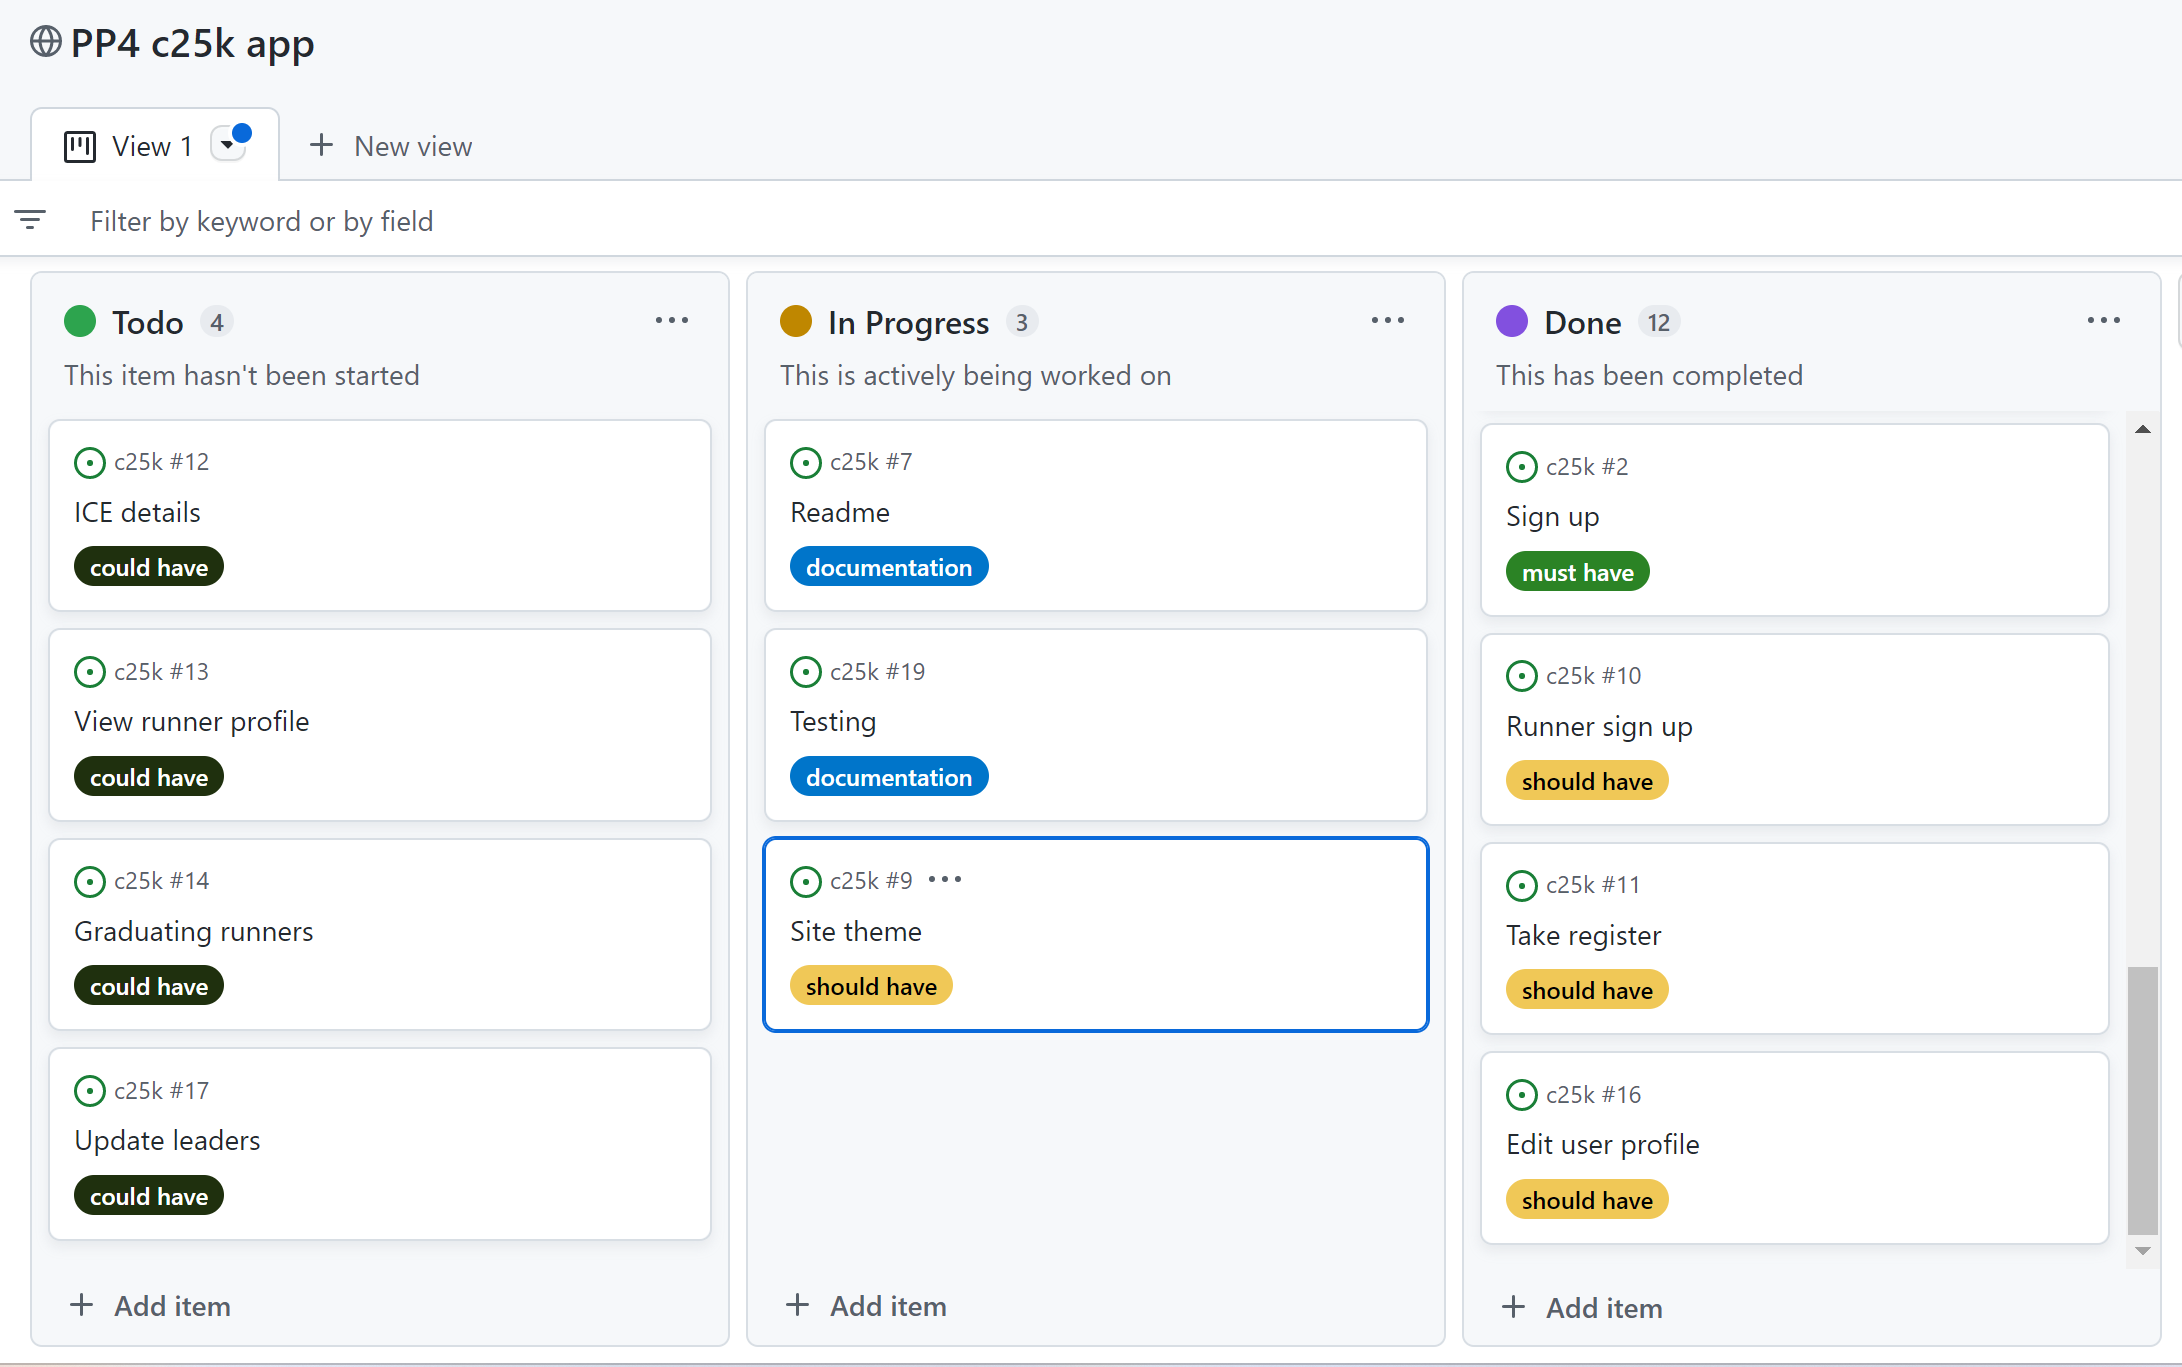 PP4 c25k app
View 1
New view
Filter by keyword or by field
Todo 4
This item hasn't been started
c25k #12
ICE details
could have
c25k #13
View runner profile
could have
c25k #14
Graduating runners
could have
c25k #17
Update leaders
could have
Add item
In Progress 3
This is actively being worked on
c25k #7
Readme
documentation
c25k #19
Testing
documentation
c25k #9
Site theme
should have
Add item
Done 12
This has been completed
c25k #2
Sign up
must have
c25k #10
Runner sign up
should have
c25k #11
Take register
should have
c25k #16
Edit user profile
should have
Add item